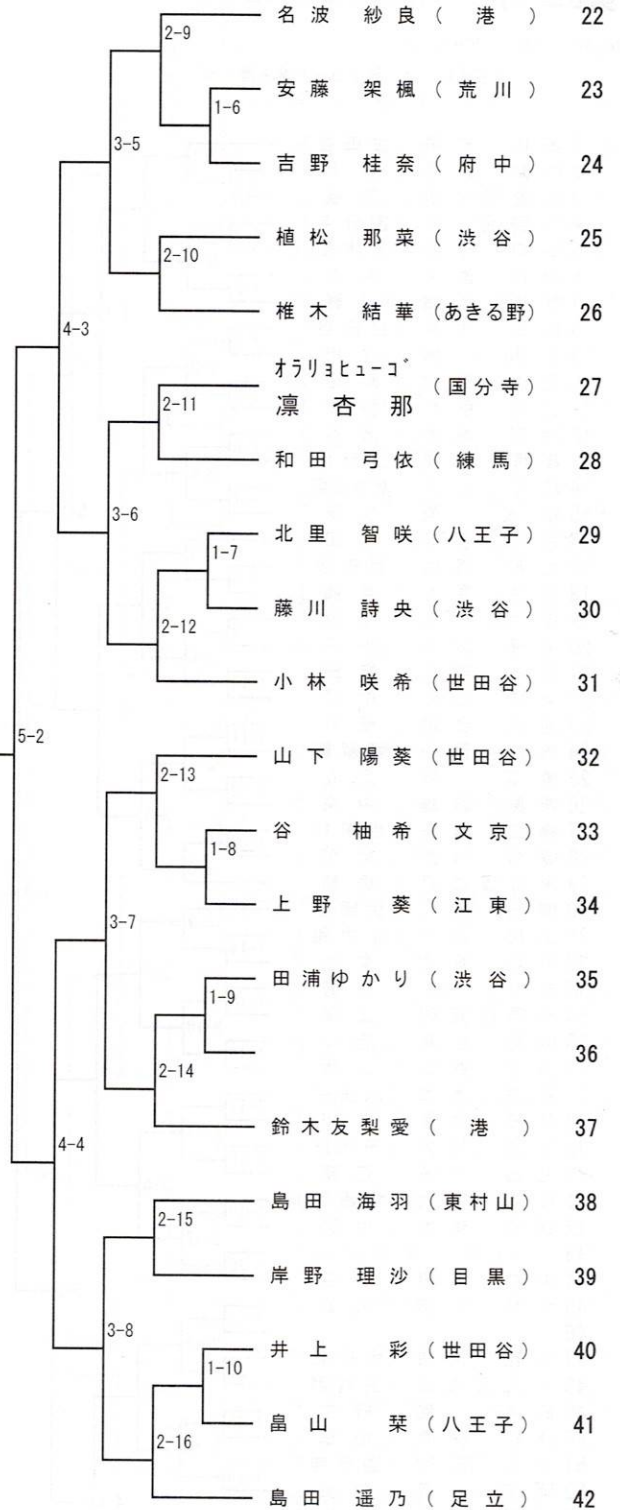 名波 紗良 ( 港 ) 22
2-9
安藤 架楓 ( 荒川 ) 23
1-6
3-5
吉野 桂奈 ( 府中 ) 24
植松 那菜 ( 渋谷 ) 25
2-10
椎木 結華 (あきる野) 26
4-3
オラリョヒューゴ
凛 杏 那 ( 国分寺 ) 27
2-11
和田 弓依 ( 練馬 ) 28
3-6
北里 智咲 ( 八王子 ) 29
1-7
藤川 詩央 ( 渋谷 ) 30
2-12
小林 咲希 ( 世田谷 ) 31
5-2
山下 陽葵 ( 世田谷 ) 32
2-13
谷 柚希 ( 文京 ) 33
1-8
上野 葵 ( 江東 ) 34
3-7
田浦ゆかり ( 渋谷 ) 35
1-9
36
2-14
鈴木友梨愛 ( 港 ) 37
4-4
島田 海羽 ( 東村山 ) 38
2-15
岸野 理沙 ( 目黒 ) 39
3-8
井上 彩 ( 世田谷 ) 40
1-10
畠山 栞 ( 八王子 ) 41
2-16
島田 遥乃 ( 足立 ) 42